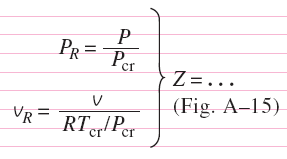 P_R = P / P_cr
Z = ...
(Fig. A–15)
v_R = v / (RT_cr/P_cr)